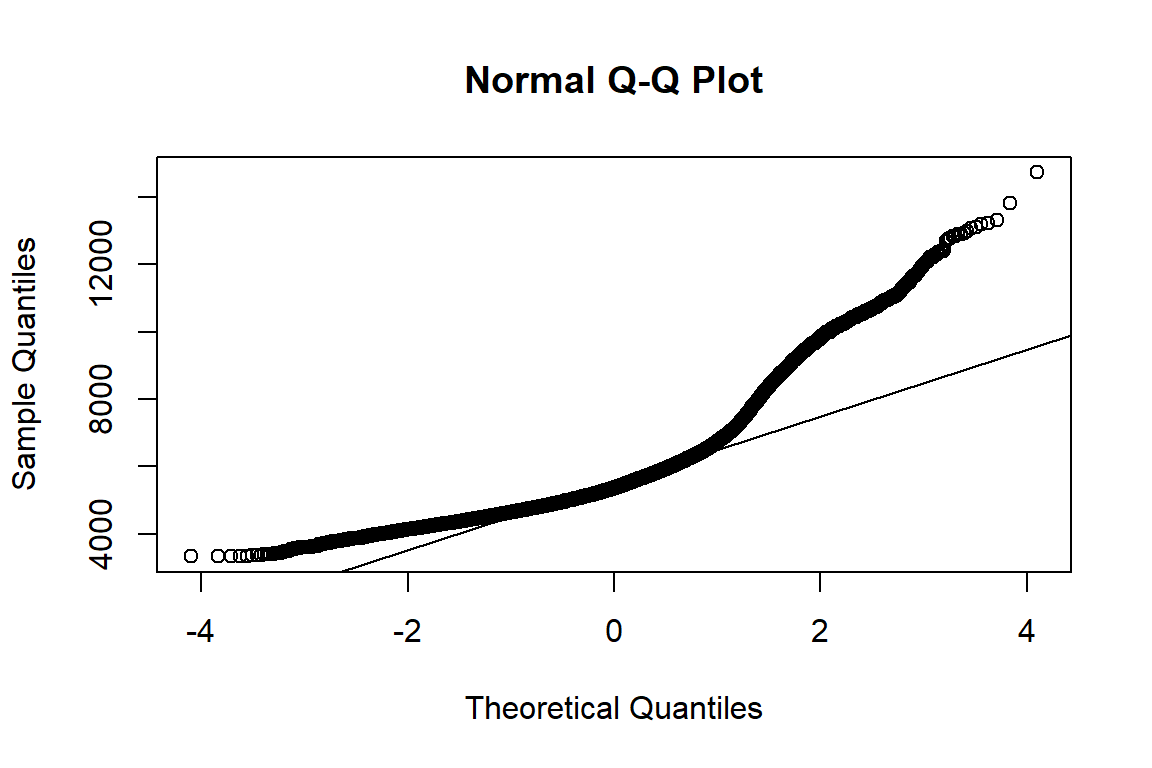 Normal Q-Q Plot
Sample Quantiles
12000
8000
4000
-4 -2 0 2 4
Theoretical Quantiles